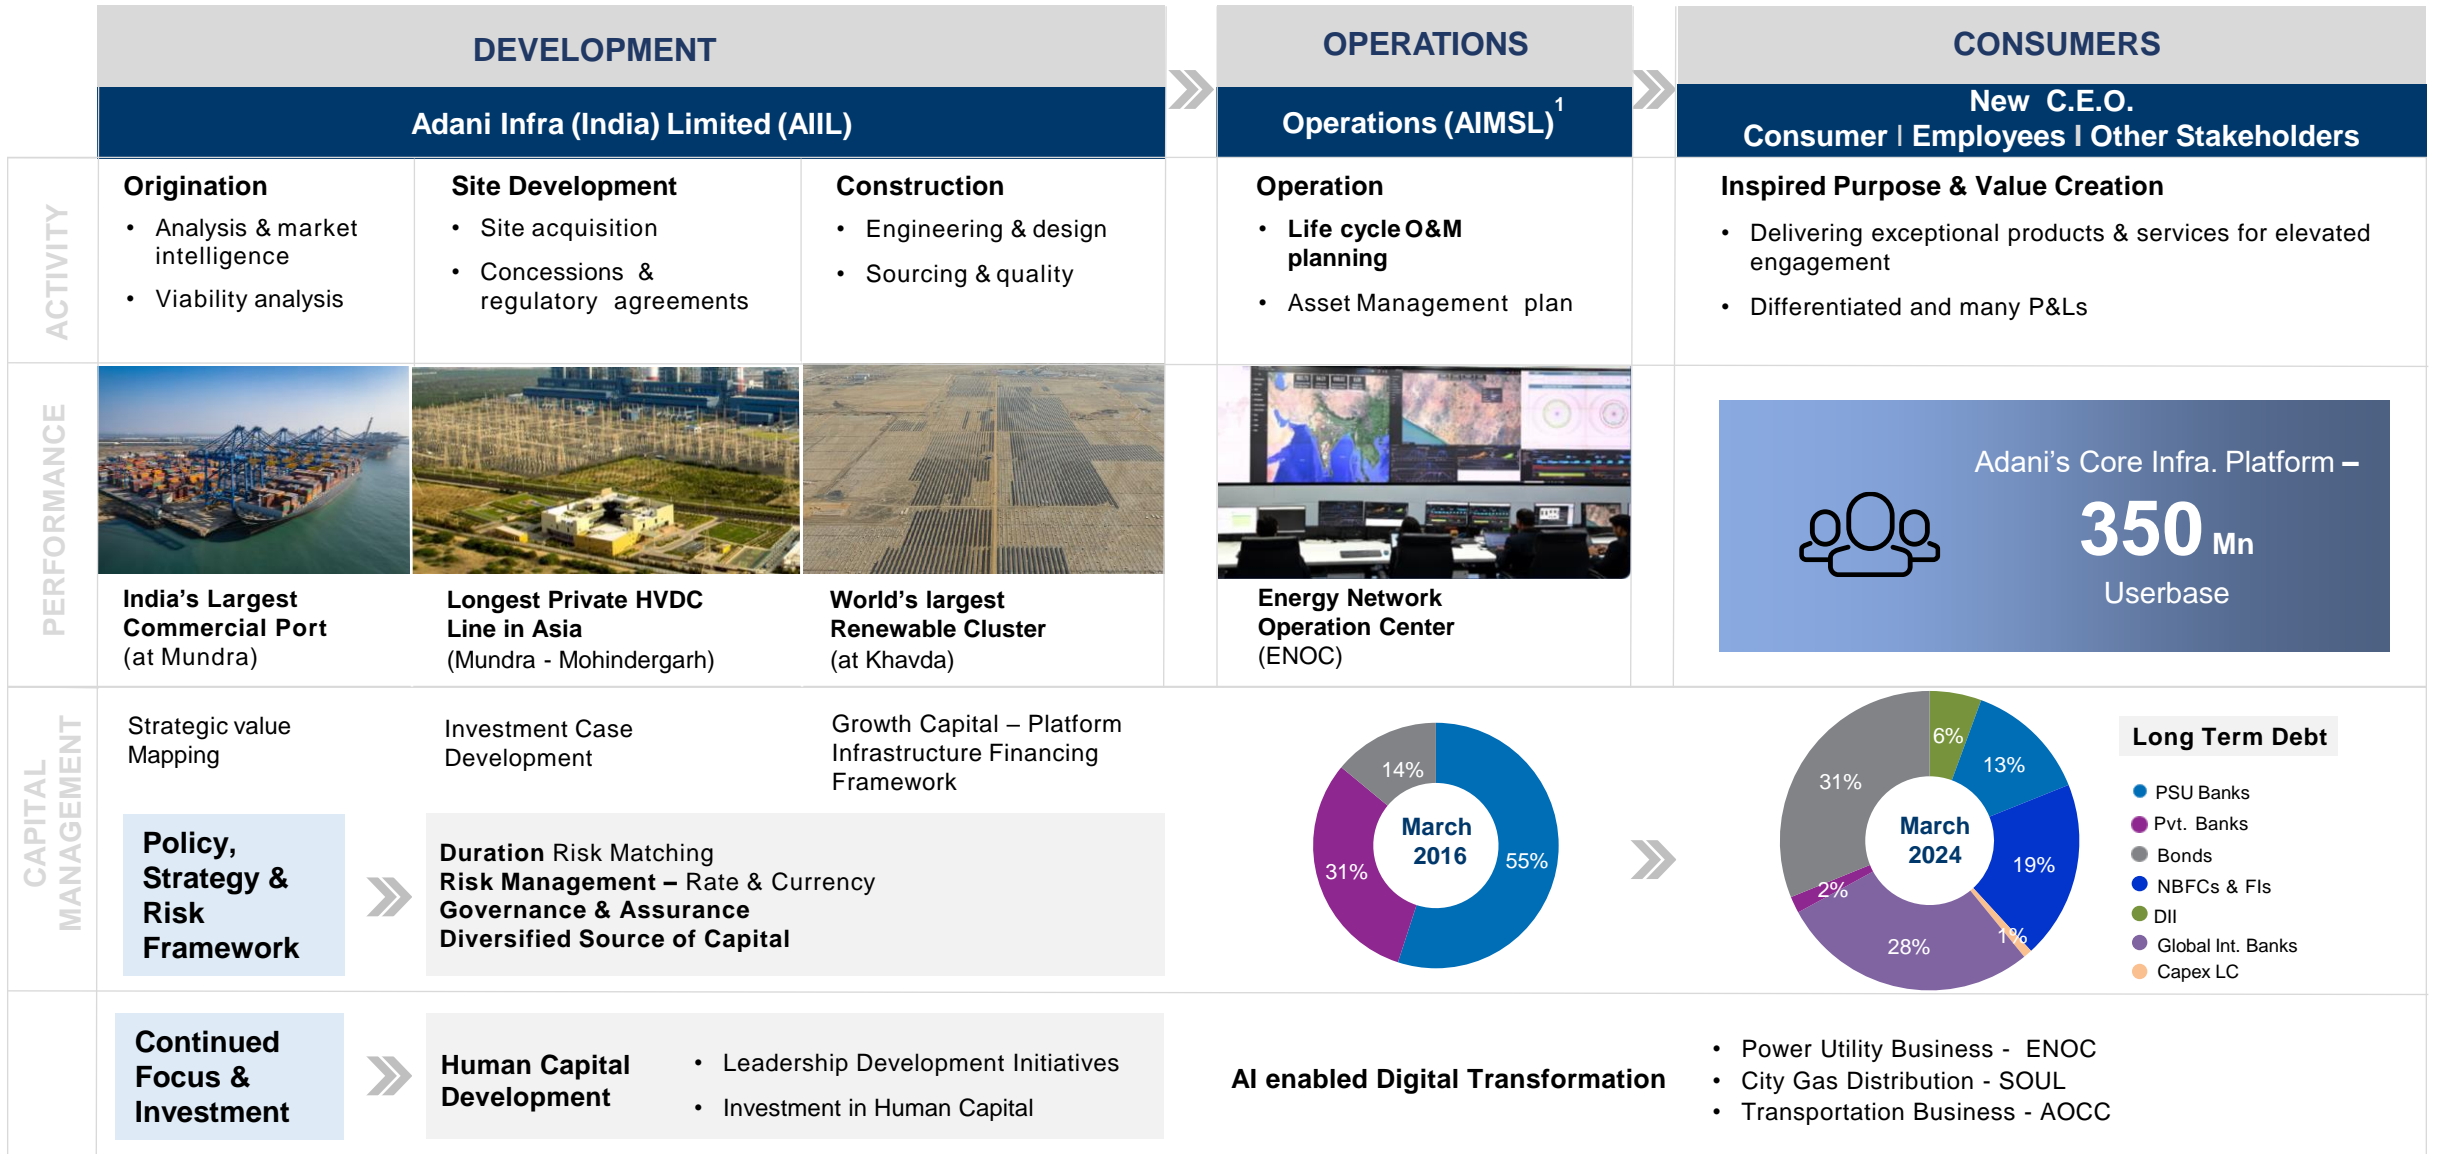 DEVELOPMENT
OPERATIONS
CONSUMERS
Adani Infra (India) Limited (AIIL)
Operations (AIMSL)1
New C.E.O.
Consumer I Employees I Other Stakeholders
ACTIVITY
Origination
• Analysis & market
intelligence
• Viability analysis
Site Development
• Site acquisition
• Concessions &
regulatory agreements
Construction
• Engineering & design
• Sourcing & quality
Operation
• Life cycle O&M
planning
• Asset Management plan
Inspired Purpose & Value Creation
• Delivering exceptional products & services for elevated
engagement
• Differentiated and many P&Ls
PERFORMANCE
India's Largest
Commercial Port
(at Mundra)
Longest Private HVDC
Line in Asia
(Mundra - Mohindergarh)
World's largest
Renewable Cluster
(at Khavda)
Energy Network
Operation Center
(ENOC)
Adani's Core Infra. Platform –
350 Mn
Userbase
CAPITAL
MANAGEMENT
Strategic value
Mapping
Investment Case
Development
Growth Capital – Platform
Infrastructure Financing
Framework
Policy,
Strategy &
Risk
Framework
Duration Risk Matching
Risk Management – Rate & Currency
Governance & Assurance
Diversified Source of Capital
14%
31%
55%
March
2016
6%
13%
19%
1%
28%
2%
31%
March
2024
Long Term Debt
PSU Banks
Pvt. Banks
Bonds
NBFCs & FIs
DII
Global Int. Banks
Capex LC
Continued
Focus &
Investment
Human Capital
Development
• Leadership Development Initiatives
• Investment in Human Capital
AI enabled Digital Transformation
• Power Utility Business - ENOC
• City Gas Distribution - SOUL
• Transportation Business - AOCC